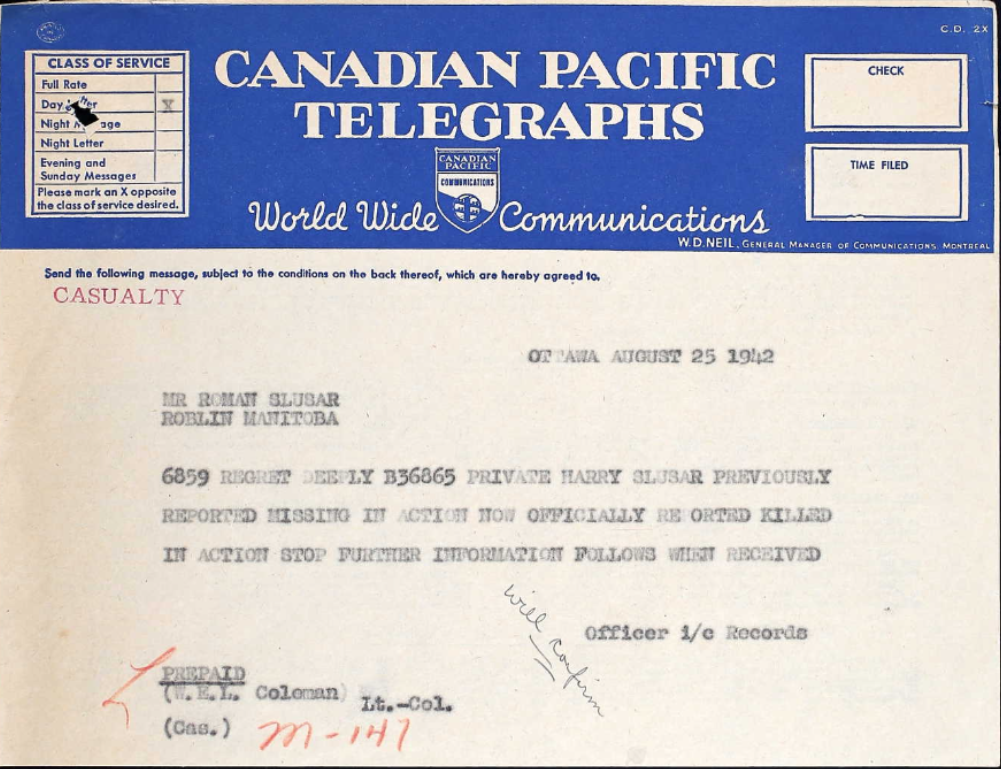 C.D. 2X
CLASS OF SERVICE
Full Rate
Day
X
Night
Night Letter
Evening and
Sunday Messages
Please mark an X opposite
the class of service desired.
CANADIAN PACIFIC
TELEGRAPHS
CANADIAN
PACIFIC
COMMUNICATIONS
World Wide Communications
CHECK
TIME FILED
W.D. NEIL, GENERAL MANAGER OF COMMUNICATIONS, MONTREAL
Send the following message, subject to the conditions on the back thereof, which are hereby agreed to.
CASUALTY
OTTAWA AUGUST 25 1942
MR ROMAN SLUSAR
ROBLIN MANITOBA
6859 REGRET DEEPLY B36865 PRIVATE HARRY SLUSAR PREVIOUSLY
REPORTED MISSING IN ACTION NOW OFFICIALLY RE ORTED KILLED
IN ACTION STOP FURTHER INFORMATION FOLLOWS WHEN RECEIVED
will confirm
Officer i/c Records
PREPAID
(W.E.L. Coleman) Lt.-Col.
(Cas.)
M-147